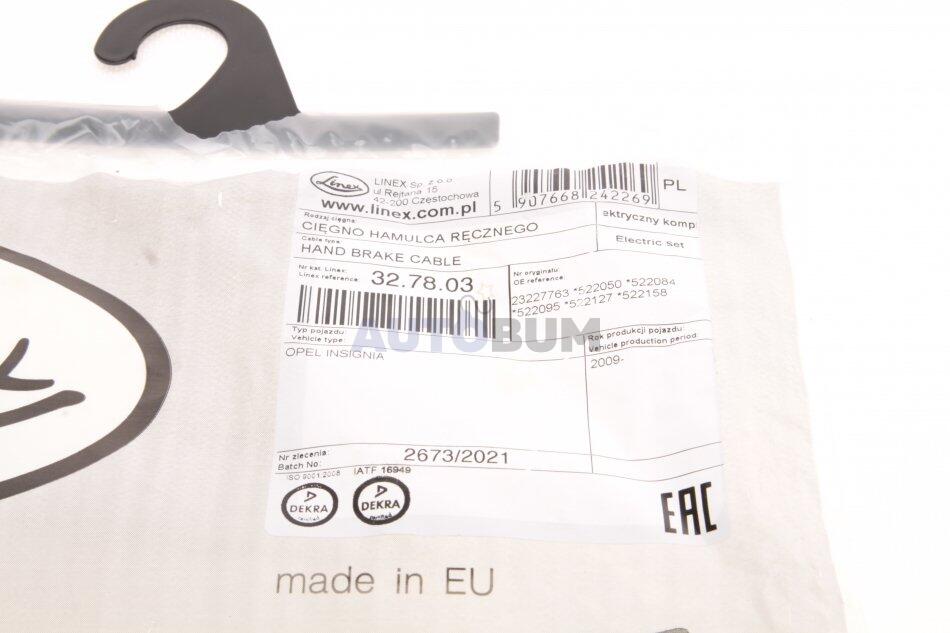 Linex
LINEX Sp. z o.o.
ul Rejtana 15
42-200 Częstochowa
www.linex.com.pl
5 907668 242269
PL
Rodzaj cięgna:
CIĘGNO HAMULCA RĘCZNEGO
Cable type:
HAND BRAKE CABLE
ektryczny komp
Electric set
Nr kat. Linex:
Linex reference:
32.78.03
Nr oryginału:
OE reference:
23227763 *522050 *522084
*522095 *522127 *522158
AUTOBUM
Typ pojazdu:
Vehicle type:
OPEL INSIGNIA
Rok produkcji pojazdu:
Vehicle production period:
2009-
Nr zlecenia:
Batch No:
2673/2021
ISO 9001:2008
IATF 16949
DEKRA
certified
DEKRA
certified
EAC
made in EU